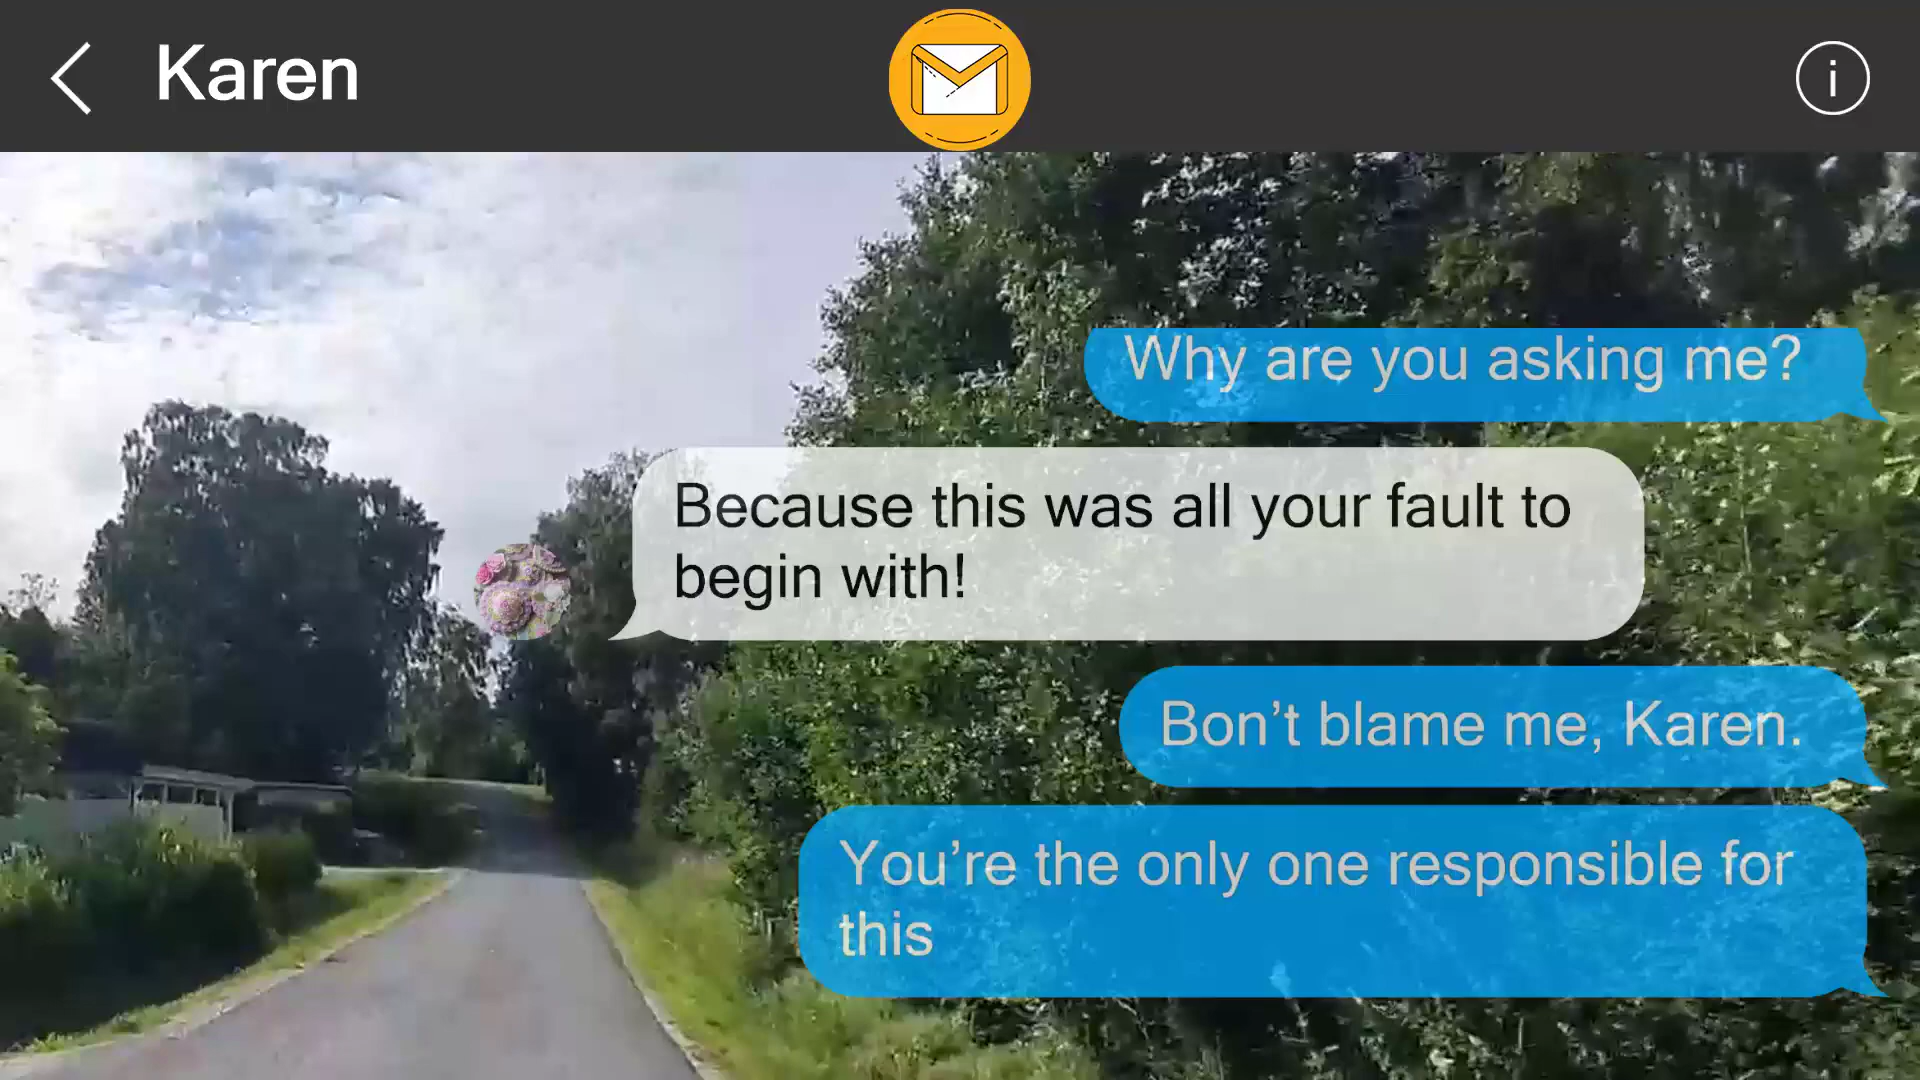 Karen
i
Why are you asking me?
Because this was all your fault to
begin with!
Bon’t blame me, Karen.
You’re the only one responsible for
this